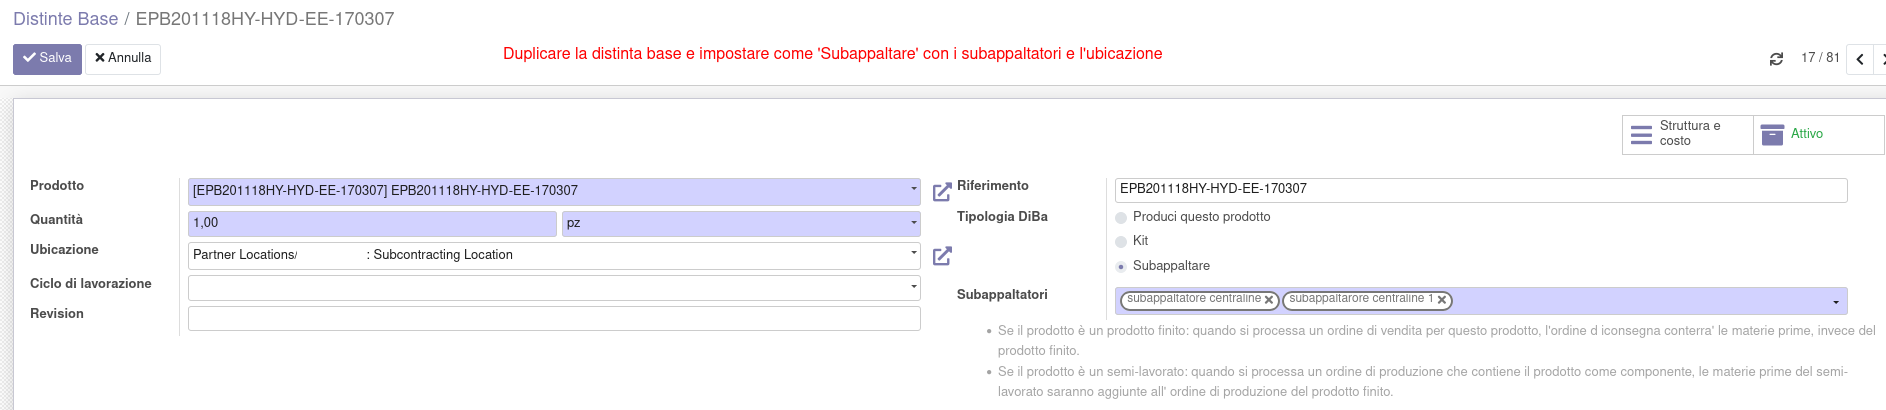 Distinte Base / EPB201118HY-HYD-EE-170307
Salva Annulla
Duplicare la distinta base e impostare come 'Subappaltare' con i subappaltatori e l'ubicazione
17 / 81
Struttura e costo
Attivo
Prodotto
[EPB201118HY-HYD-EE-170307] EPB201118HY-HYD-EE-170307
Quantità
1,00 pz
Ubicazione
Partner Locations/ : Subcontracting Location
Ciclo di lavorazione
Revision
Riferimento
EPB201118HY-HYD-EE-170307
Tipologia DiBa
Produci questo prodotto
Kit
Subappaltare
Subappaltatori
subappaltatore centraline subappaltarore centraline 1
Se il prodotto è un prodotto finito: quando si processa un ordine di vendita per questo prodotto, l'ordine d iconsegna conterra' le materie prime, invece del
prodotto finito.
Se il prodotto è un semi-lavorato: quando si processa un ordine di produzione che contiene il prodotto come componente, le materie prime del semi-
lavorato saranno aggiunte all' ordine di produzione del prodotto finito.